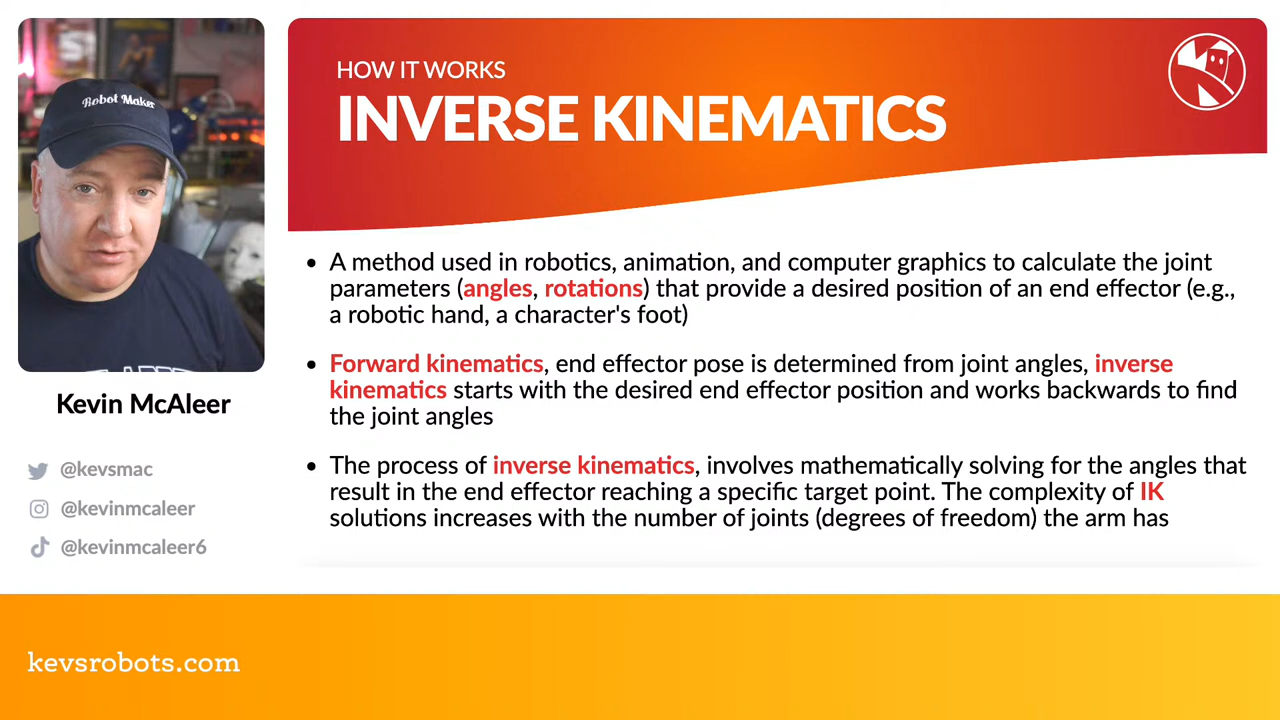 Robot Maker
Kevin McAleer
@kevsmac
@kevinmcaleer
@kevinmcaleer6
HOW IT WORKS
INVERSE KINEMATICS
• A method used in robotics, animation, and computer graphics to calculate the joint
parameters (angles, rotations) that provide a desired position of an end effector (e.g.,
a robotic hand, a character's foot)
• Forward kinematics, end effector pose is determined from joint angles, inverse
kinematics starts with the desired end effector position and works backwards to find
the joint angles
• The process of inverse kinematics, involves mathematically solving for the angles that
result in the end effector reaching a specific target point. The complexity of IK
solutions increases with the number of joints (degrees of freedom) the arm has
kevsrobots.com